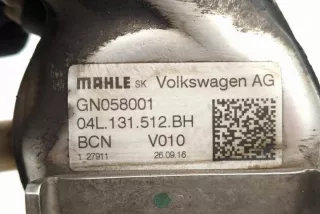 MAHLE SK Volkswagen AG
GN058001
04L.131.512.BH
BCN V010
1 27911 26.09.16